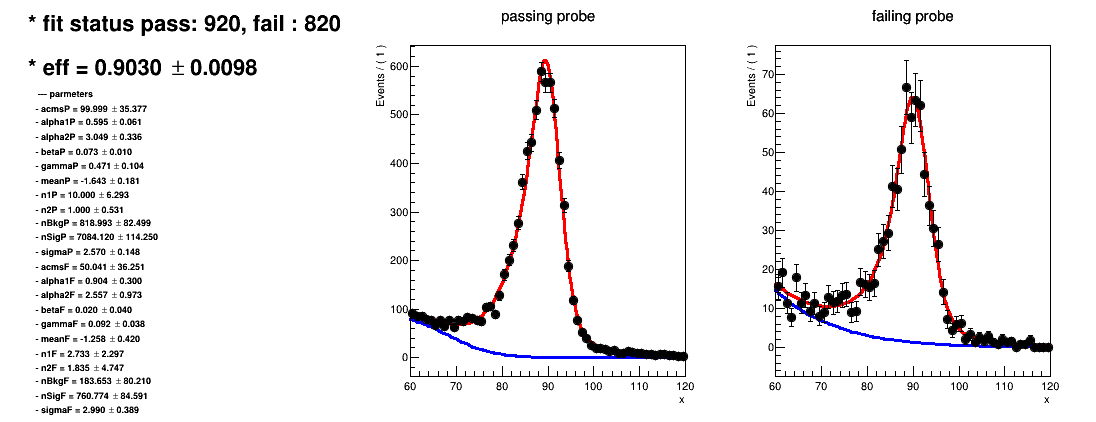 * fit status pass: 920, fail : 820
* eff = 0.9030 ± 0.0098
--- parmeters
- acmsP = 99.999 ± 35.377
- alpha1P = 0.595 ± 0.061
- alpha2P = 3.049 ± 0.336
- betaP = 0.073 ± 0.010
- gammaP = 0.471 ± 0.104
- meanP = -1.643 ± 0.181
- n1P = 10.000 ± 6.293
- n2P = 1.000 ± 0.531
- nBkgP = 818.993 ± 82.499
- nSigP = 7084.120 ± 114.250
- sigmaP = 2.570 ± 0.148
- acmsF = 50.041 ± 36.251
- alpha1F = 0.904 ± 0.300
- alpha2F = 2.557 ± 0.973
- betaF = 0.020 ± 0.040
- gammaF = 0.092 ± 0.038
- meanF = -1.258 ± 0.420
- n1F = 2.733 ± 2.297
- n2F = 1.835 ± 4.747
- nBkgF = 183.653 ± 80.210
- nSigF = 760.774 ± 84.591
- sigmaF = 2.990 ± 0.389
passing probe
Events / ( 1 )
600
500
400
300
200
100
0
60 70 80 90 100 110 120
x
failing probe
Events / ( 1 )
70
60
50
40
30
20
10
0
60 70 80 90 100 110 120
x